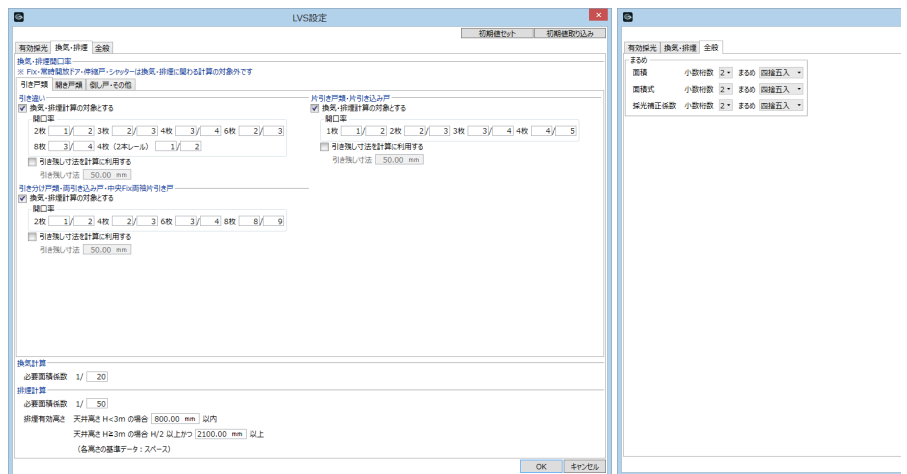 LVS設定
初期値セット 初期値取り込み
有効採光 換気・排煙 全般
換気・排煙開口率
※ Fix・常時開放ドア・伸縮戸・シャッターは換気・排煙に関わる計算の対象外です
引き戸類 開き戸類 倒し戸・その他
引き違い
換気・排煙計算の対象とする
開口率
2枚 1/ 2 3枚 2/ 3 4枚 3/ 4 6枚 2/ 3
8枚 3/ 4 4枚 (2本レール) 1/ 2
引き残し寸法を計算に利用する
引き残し寸法 50.00 mm
片引き戸類・片引き込み戸
換気・排煙計算の対象とする
開口率
1枚 1/ 2 2枚 2/ 3 3枚 3/ 4 4枚 4/ 5
引き残し寸法を計算に利用する
引き残し寸法 50.00 mm
引き分け戸類・両引き込み戸・中央Fix両袖片引き戸
換気・排煙計算の対象とする
開口率
2枚 1/ 2 4枚 2/ 3 6枚 3/ 4 8枚 8/ 9
引き残し寸法を計算に利用する
引き残し寸法 50.00 mm
換気計算
必要面積係数 1/ 20
排煙計算
必要面積係数 1/ 50
排煙有効高さ 天井高さ H<3m の場合 800.00 mm 以内
天井高さ H≧3m の場合 H/2 以上かつ 2100.00 mm 以上
(各高さの基準データ : スペース)
OK キャンセル
有効採光 換気・排煙 全般
まるめ
面積 小数桁数 2 まるめ 四捨五入
面積式 小数桁数 2 まるめ 四捨五入
採光補正係数 小数桁数 2 まるめ 四捨五入